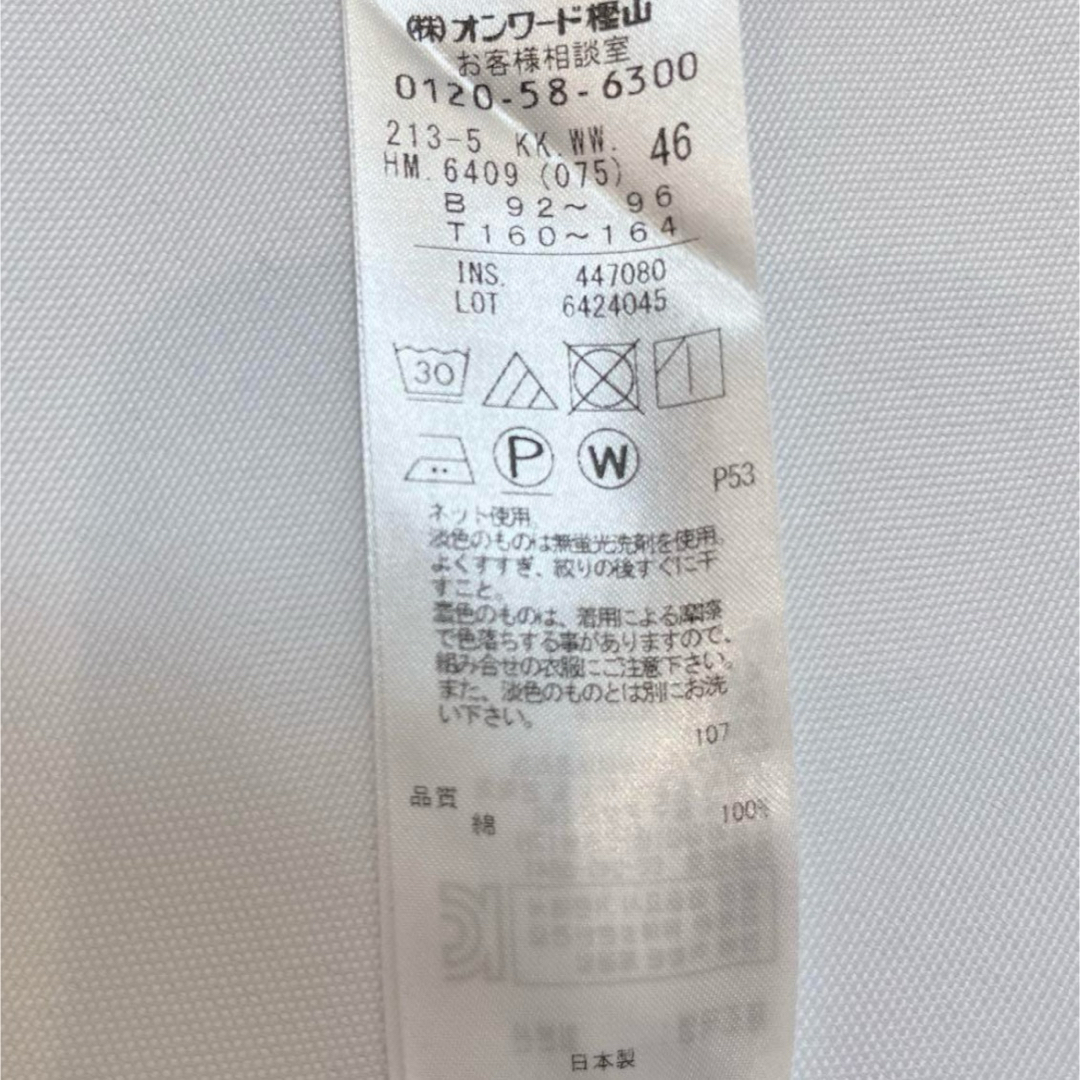 (株)オンワード樫山
お客様相談室
0120-58-6300
213-5 KK.WW. 46
HM. 6409 (075)
B 92～ 96
T160～164
INS. 447080
LOT 6424045
30
P W
P53
ネット使用。
淡色のものは無蛍光洗剤を使用。
よくすすぎ、絞りの後すぐに干
すこと。
濃色のものは、着用による摩擦
で色落ちする事がありますので、
組み合せの衣服にご注意下さい。
また、淡色のものとは別にお洗
い下さい。
107
品質
綿 100%
日本製